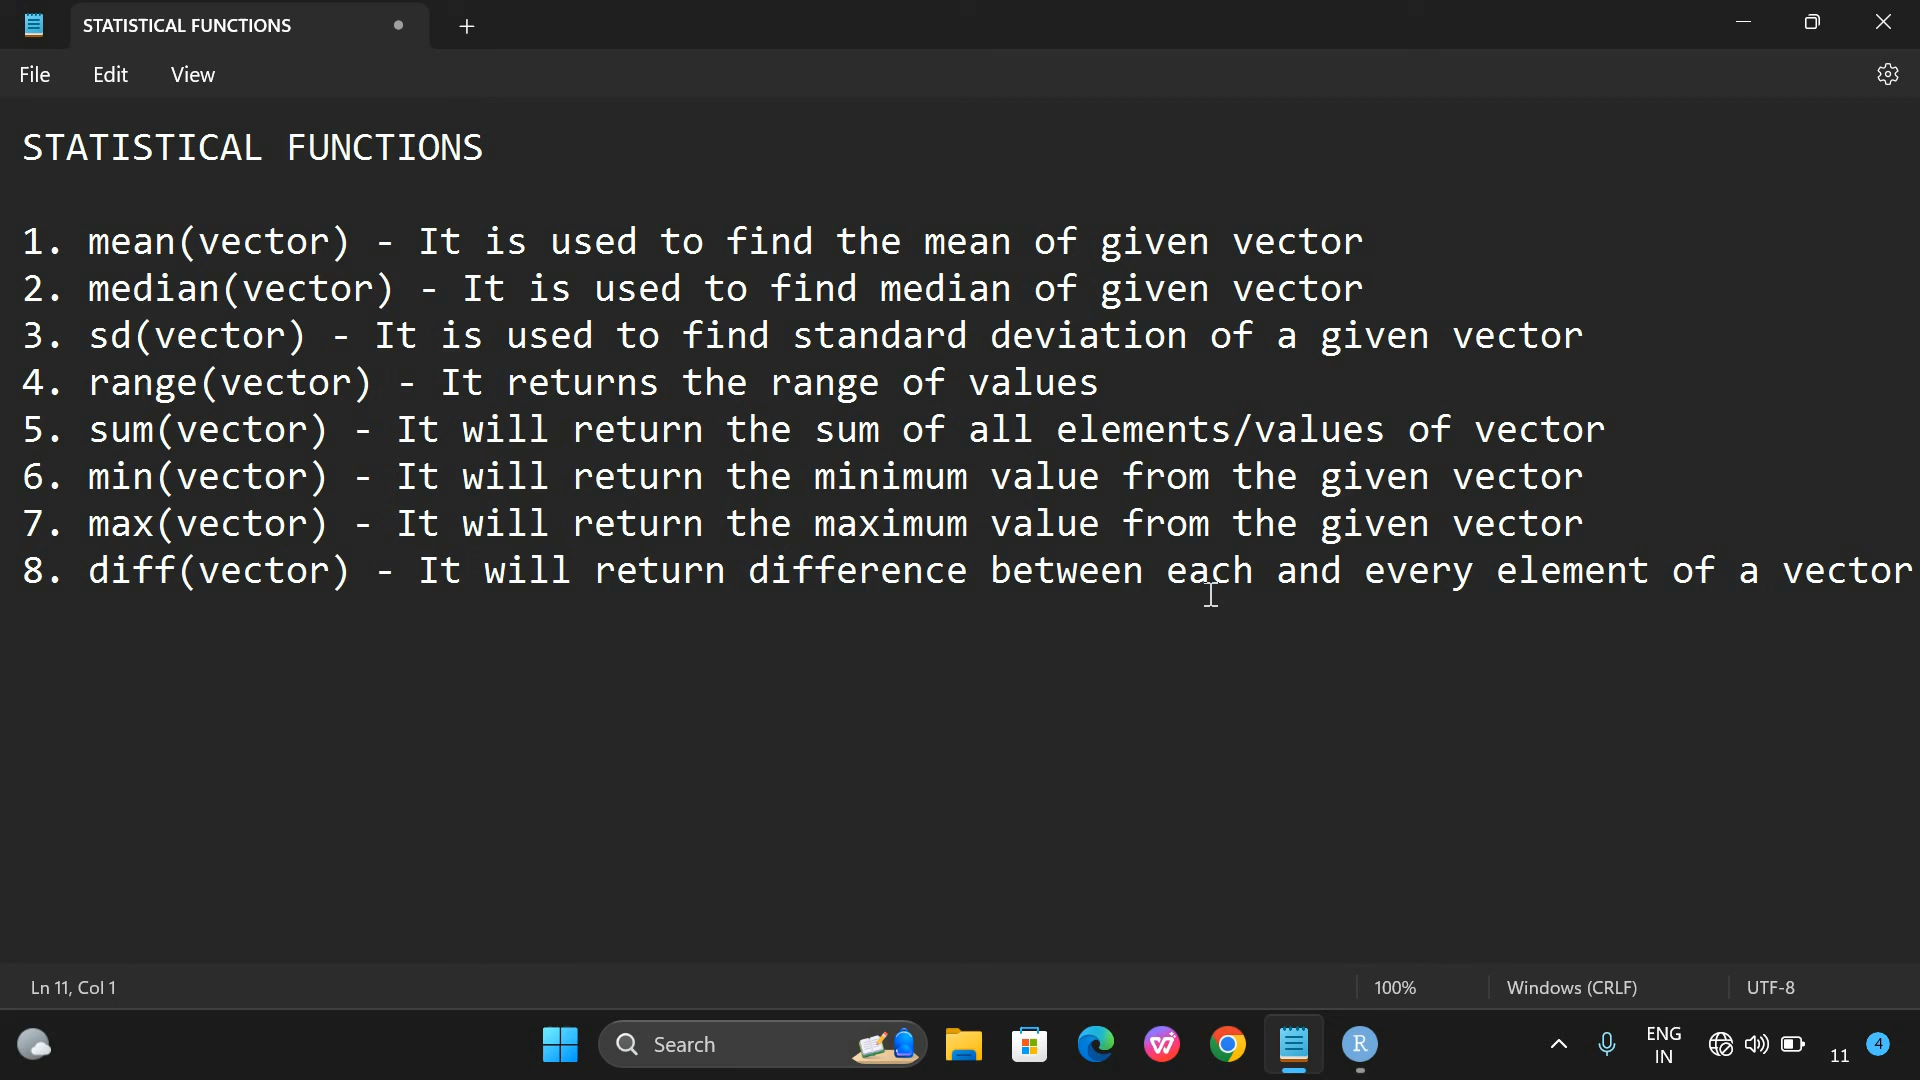 STATISTICAL FUNCTIONS
File Edit View
STATISTICAL FUNCTIONS
1. mean(vector) - It is used to find the mean of given vector
2. median(vector) - It is used to find median of given vector
3. sd(vector) - It is used to find standard deviation of a given vector
4. range(vector) - It returns the range of values
5. sum(vector) - It will return the sum of all elements/values of vector
6. min(vector) - It will return the minimum value from the given vector
7. max(vector) - It will return the maximum value from the given vector
8. diff(vector) - It will return difference between each and every element of a vector
Ln 11, Col 1 100% Windows (CRLF) UTF-8
Search R ENG 11 4
IN